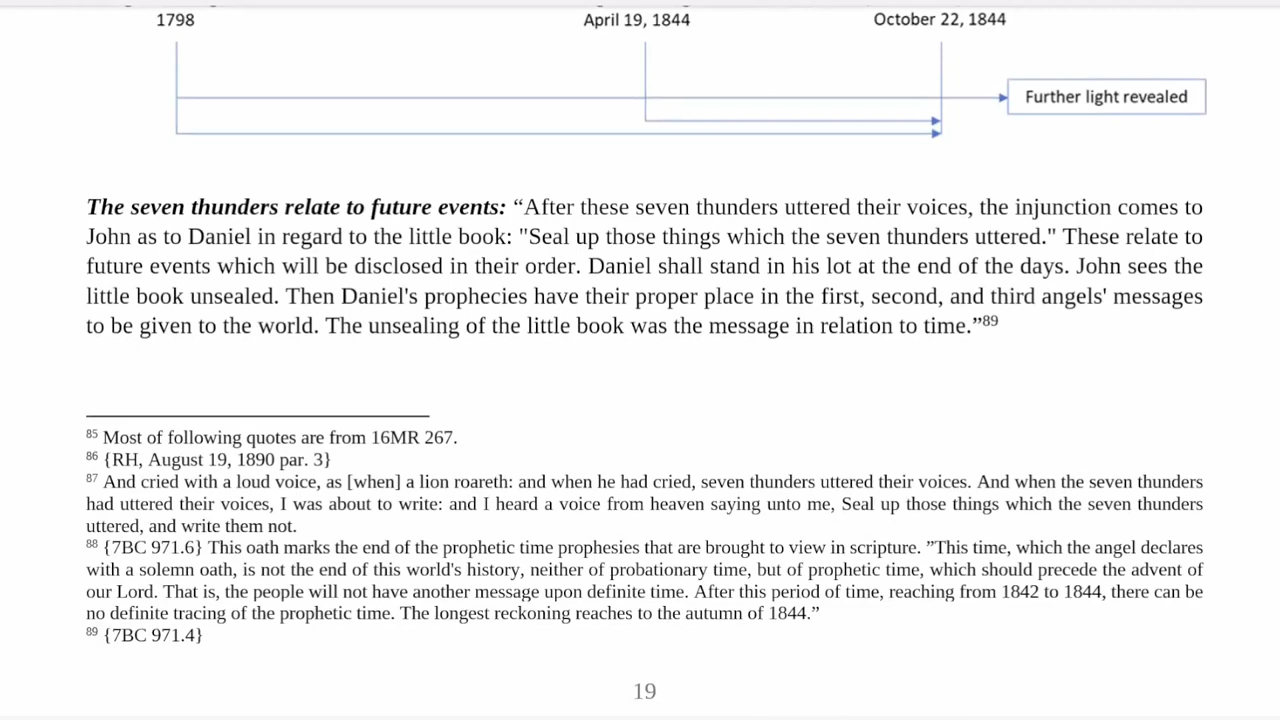 1798 April 19, 1844 October 22, 1844
Further light revealed
The seven thunders relate to future events: “After these seven thunders uttered their voices, the injunction comes to
John as to Daniel in regard to the little book: "Seal up those things which the seven thunders uttered." These relate to
future events which will be disclosed in their order. Daniel shall stand in his lot at the end of the days. John sees the
little book unsealed. Then Daniel's prophecies have their proper place in the first, second, and third angels' messages
to be given to the world. The unsealing of the little book was the message in relation to time.”89
85 Most of following quotes are from 16MR 267.
86 {RH, August 19, 1890 par. 3}
87 And cried with a loud voice, as [when] a lion roareth: and when he had cried, seven thunders uttered their voices. And when the seven thunders
had uttered their voices, I was about to write: and I heard a voice from heaven saying unto me, Seal up those things which the seven thunders
uttered, and write them not.
88 {7BC 971.6} This oath marks the end of the prophetic time prophesies that are brought to view in scripture. ”This time, which the angel declares
with a solemn oath, is not the end of this world's history, neither of probationary time, but of prophetic time, which should precede the advent of
our Lord. That is, the people will not have another message upon definite time. After this period of time, reaching from 1842 to 1844, there can be
no definite tracing of the prophetic time. The longest reckoning reaches to the autumn of 1844.”
89 {7BC 971.4}
19